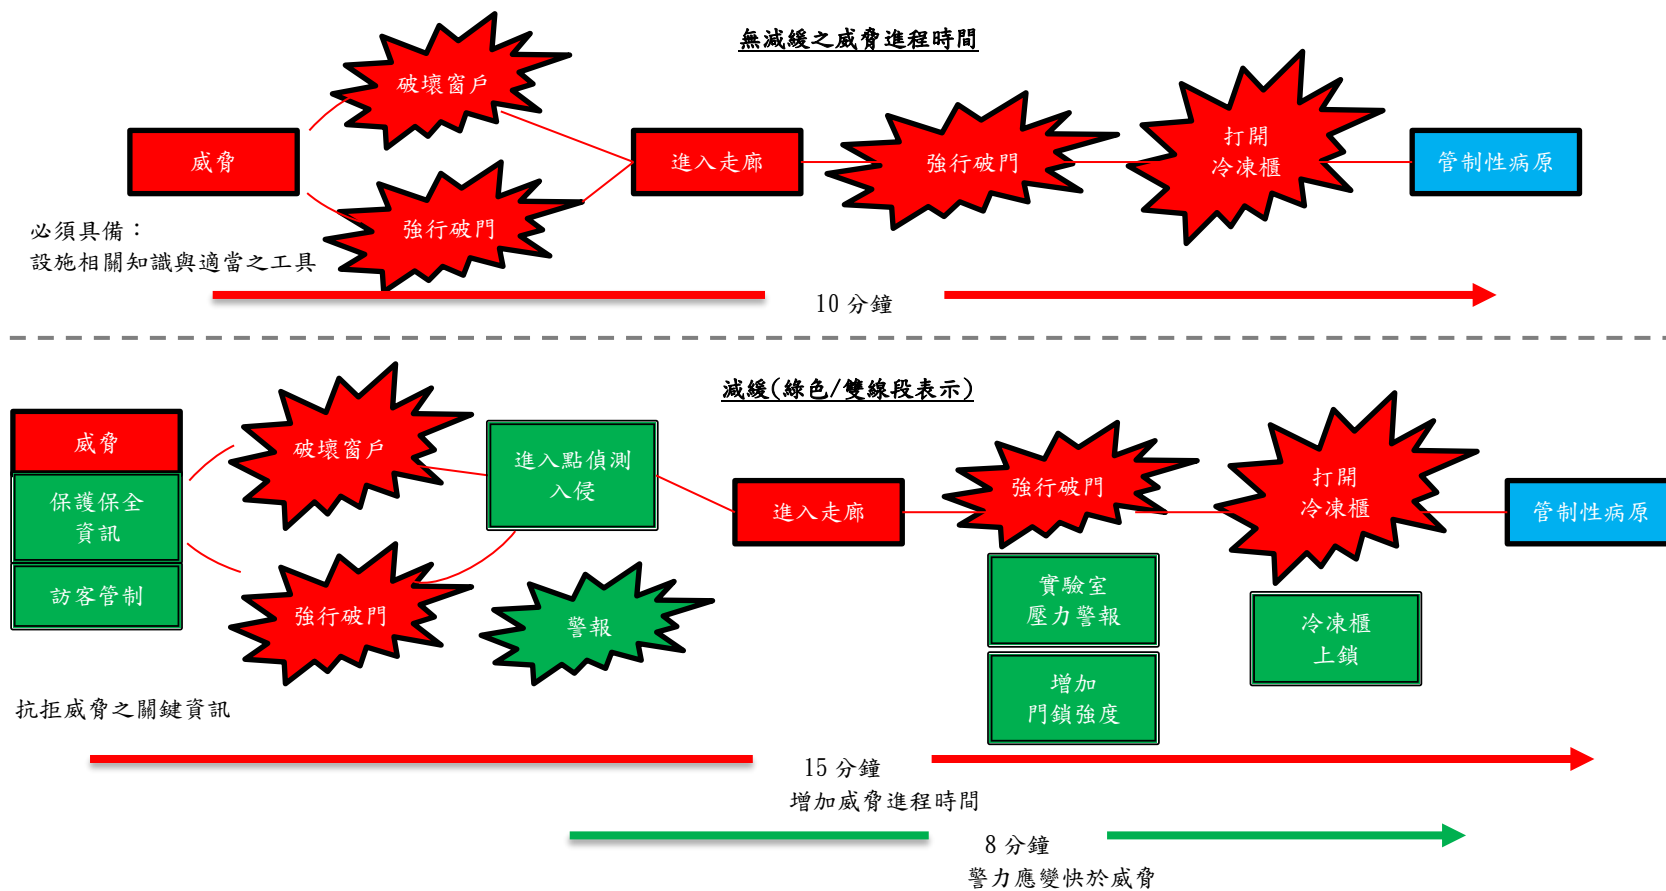 無減緩之威脅進程時間
破壞窗戶
威脅
強行破門
進入走廊
強行破門
打開
冷凍櫃
管制性病原
必須具備：
設施相關知識與適當之工具
10 分鐘
減緩(綠色/雙線段表示)
威脅
保護保全
資訊
訪客管制
破壞窗戶
強行破門
進入點偵測
入侵
警報
進入走廊
強行破門
實驗室
壓力警報
增加
門鎖強度
打開
冷凍櫃
冷凍櫃
上鎖
管制性病原
抗拒威脅之關鍵資訊
15 分鐘
增加威脅進程時間
8 分鐘
警力應變快於威脅